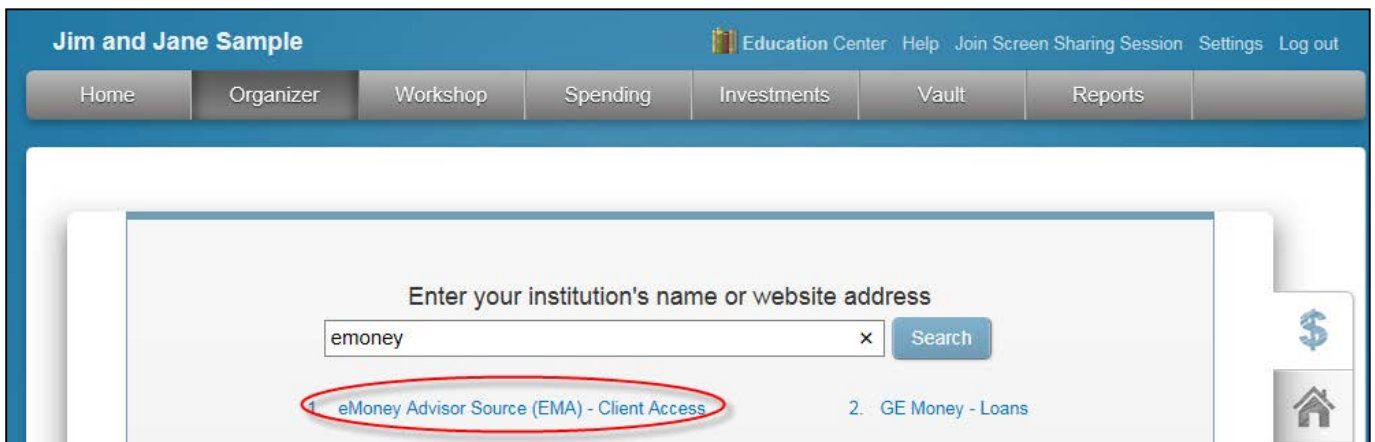 Jim and Jane Sample Education Center Help Join Screen Sharing Session Settings Log out
Home Organizer Workshop Spending Investments Vault Reports
Enter your institution's name or website address
emoney × Search
1. eMoney Advisor Source (EMA) - Client Access 2. GE Money - Loans
$